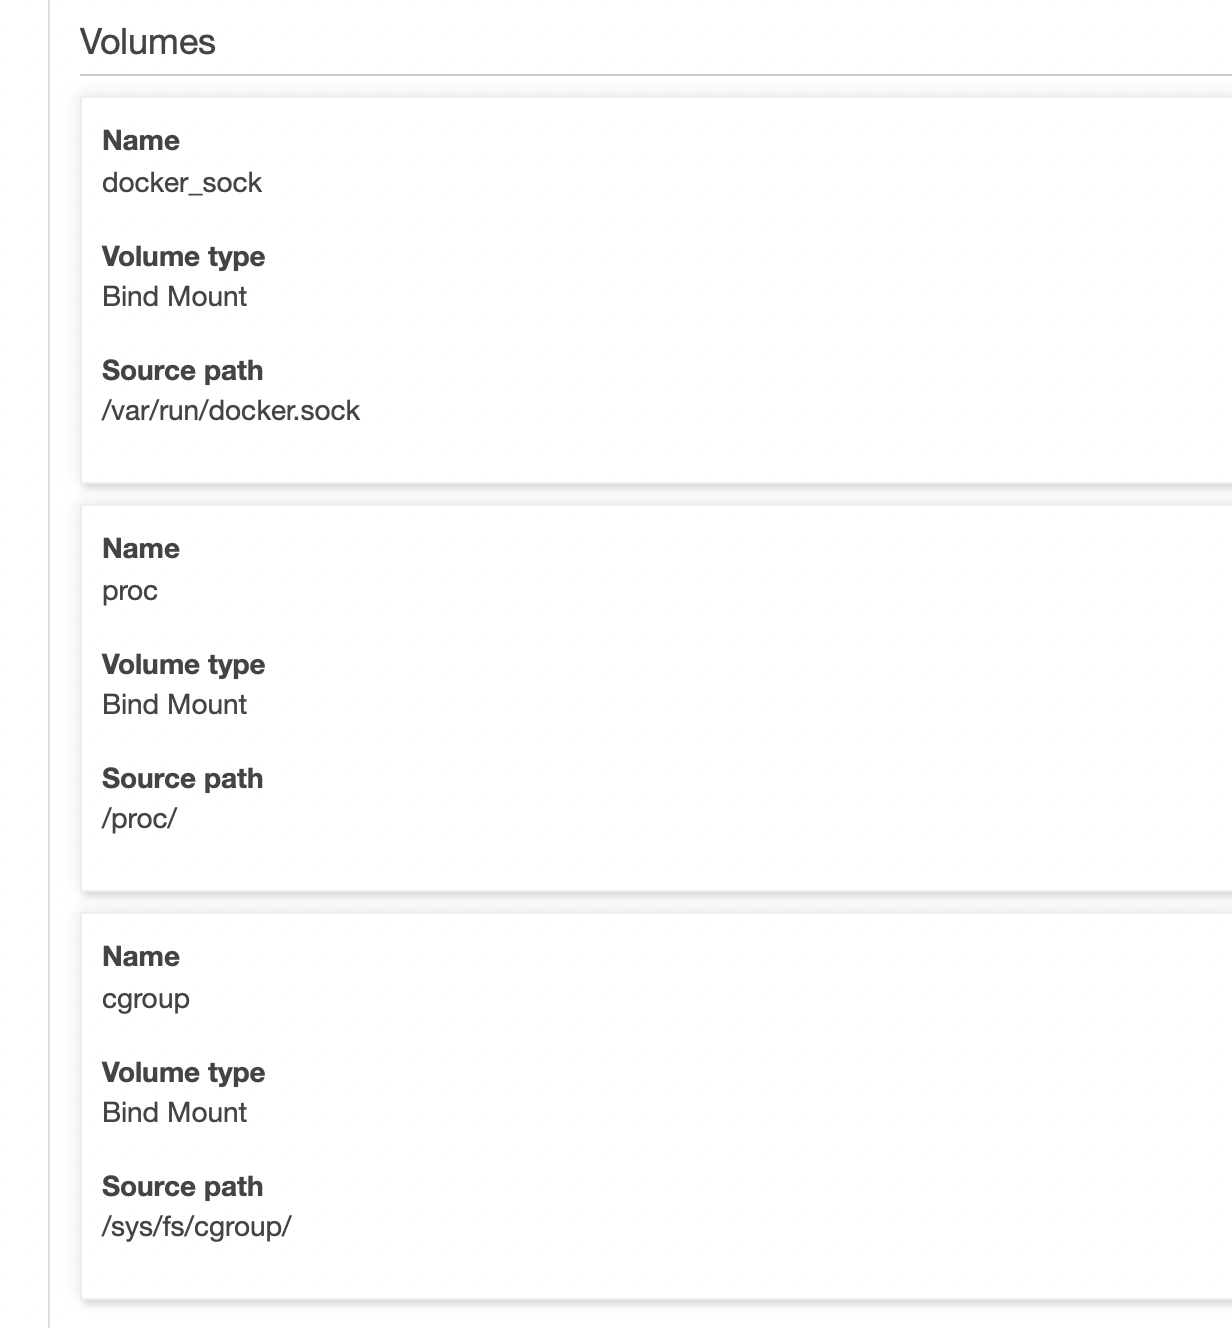 Volumes
Name
docker_sock
Volume type
Bind Mount
Source path
/var/run/docker.sock
Name
proc
Volume type
Bind Mount
Source path
/proc/
Name
cgroup
Volume type
Bind Mount
Source path
/sys/fs/cgroup/